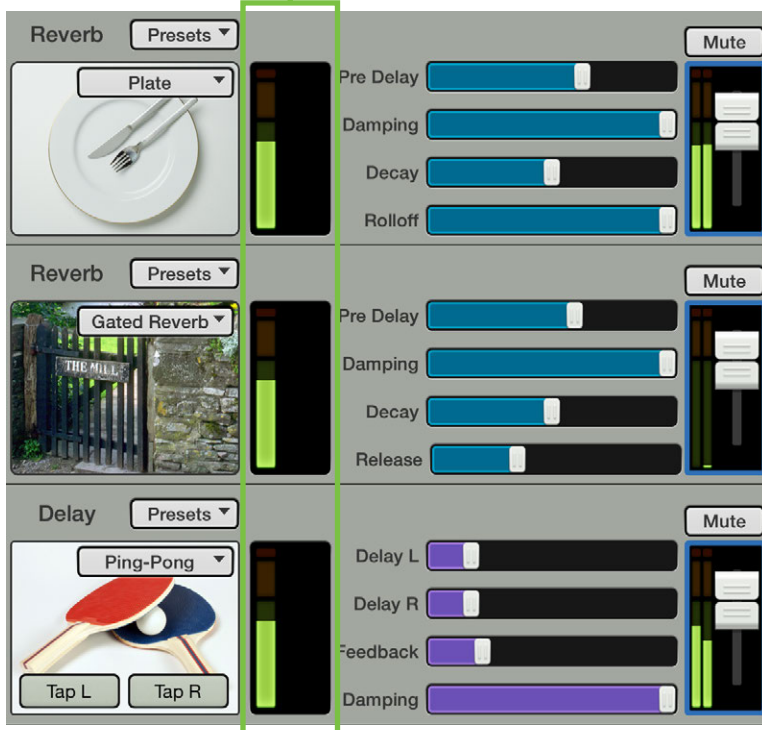 Reverb Presets Mute
Plate
Pre Delay
Damping
Decay
Rolloff
Reverb Presets Mute
Gated Reverb
THE MILL
Pre Delay
Damping
Decay
Release
Delay Presets Mute
Ping-Pong
Delay L
Delay R
Feedback
Tap L Tap R
Damping